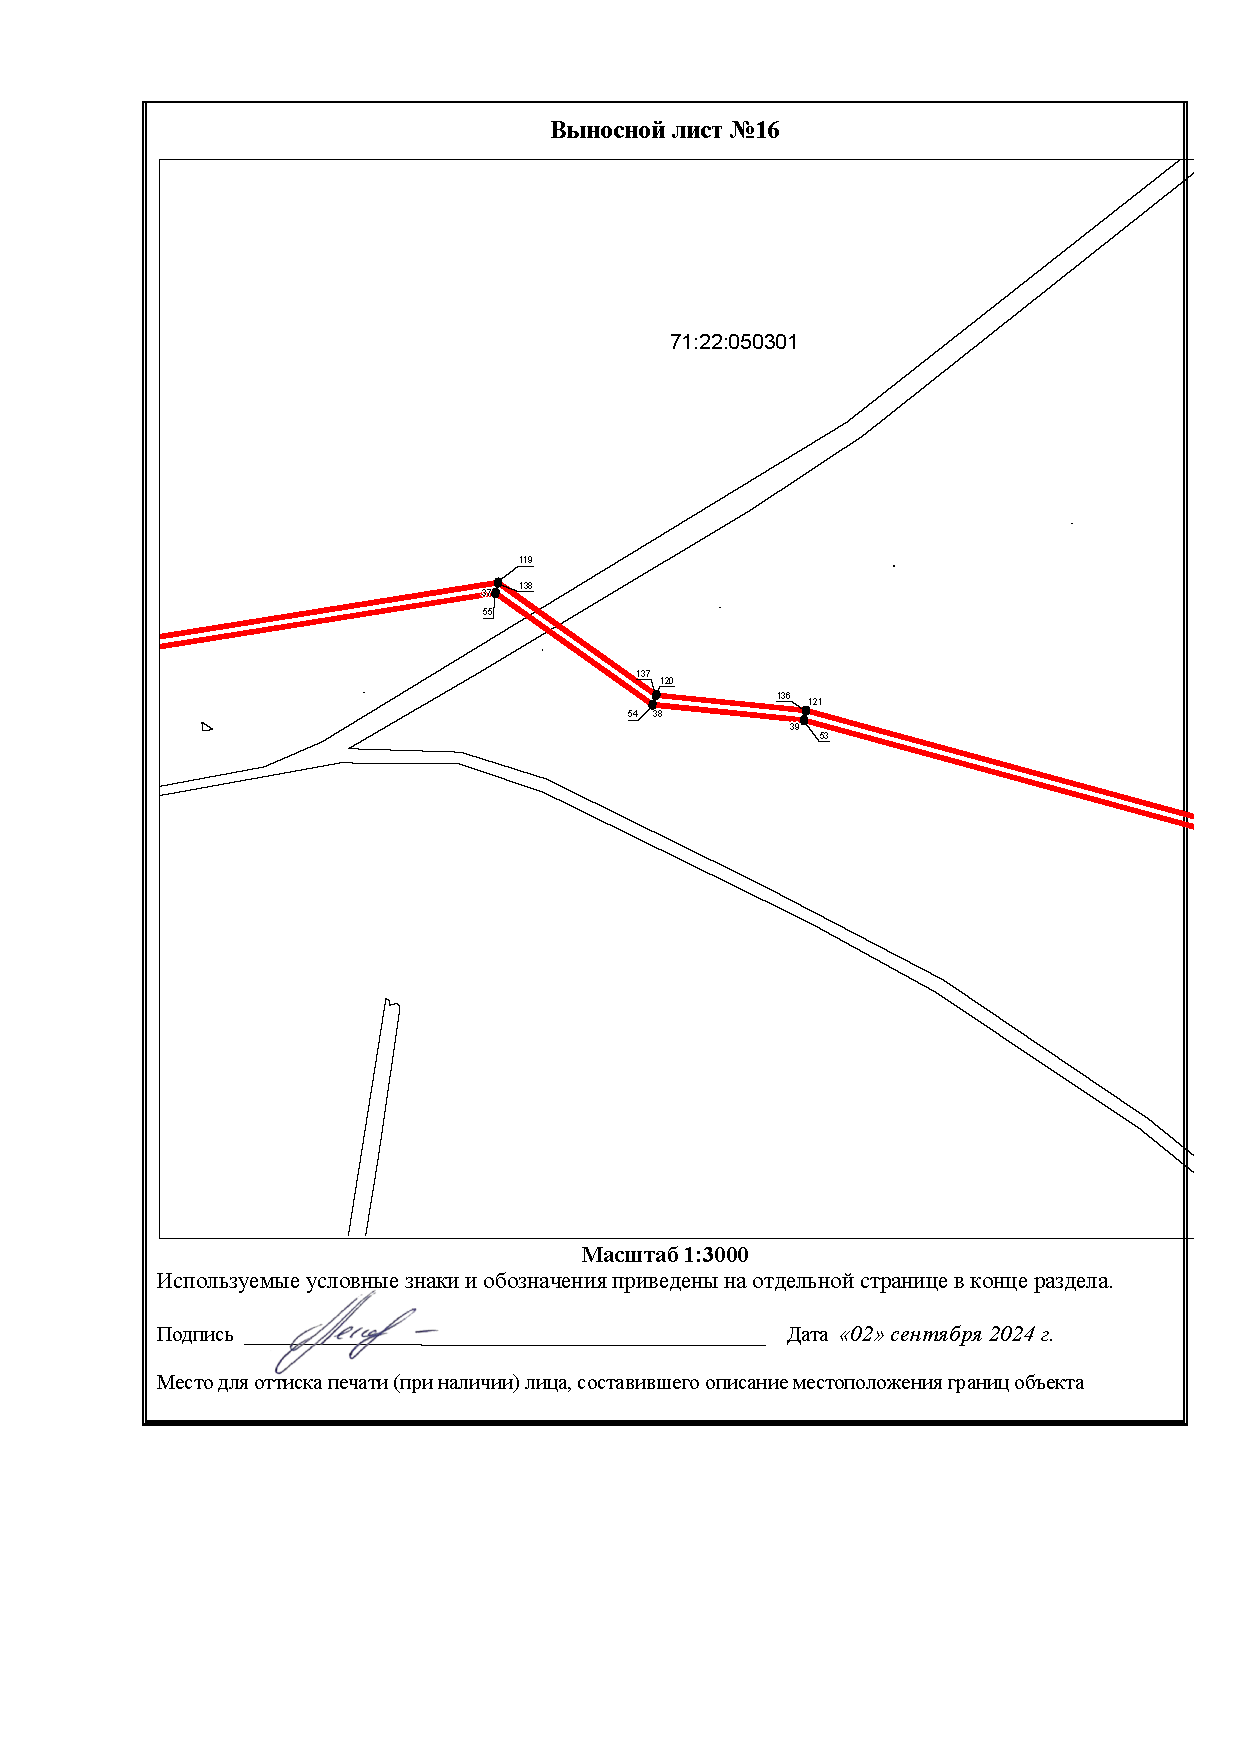 Выносной лист №16
71:22:050301
119
138
37
55
137
120
54
38
136
121
39
53
Масштаб 1:3000
Используемые условные знаки и обозначения приведены на отдельной странице в конце раздела.
Подпись Дата «02» сентября 2024 г.
Место для оттиска печати (при наличии) лица, составившего описание местоположения границ объекта